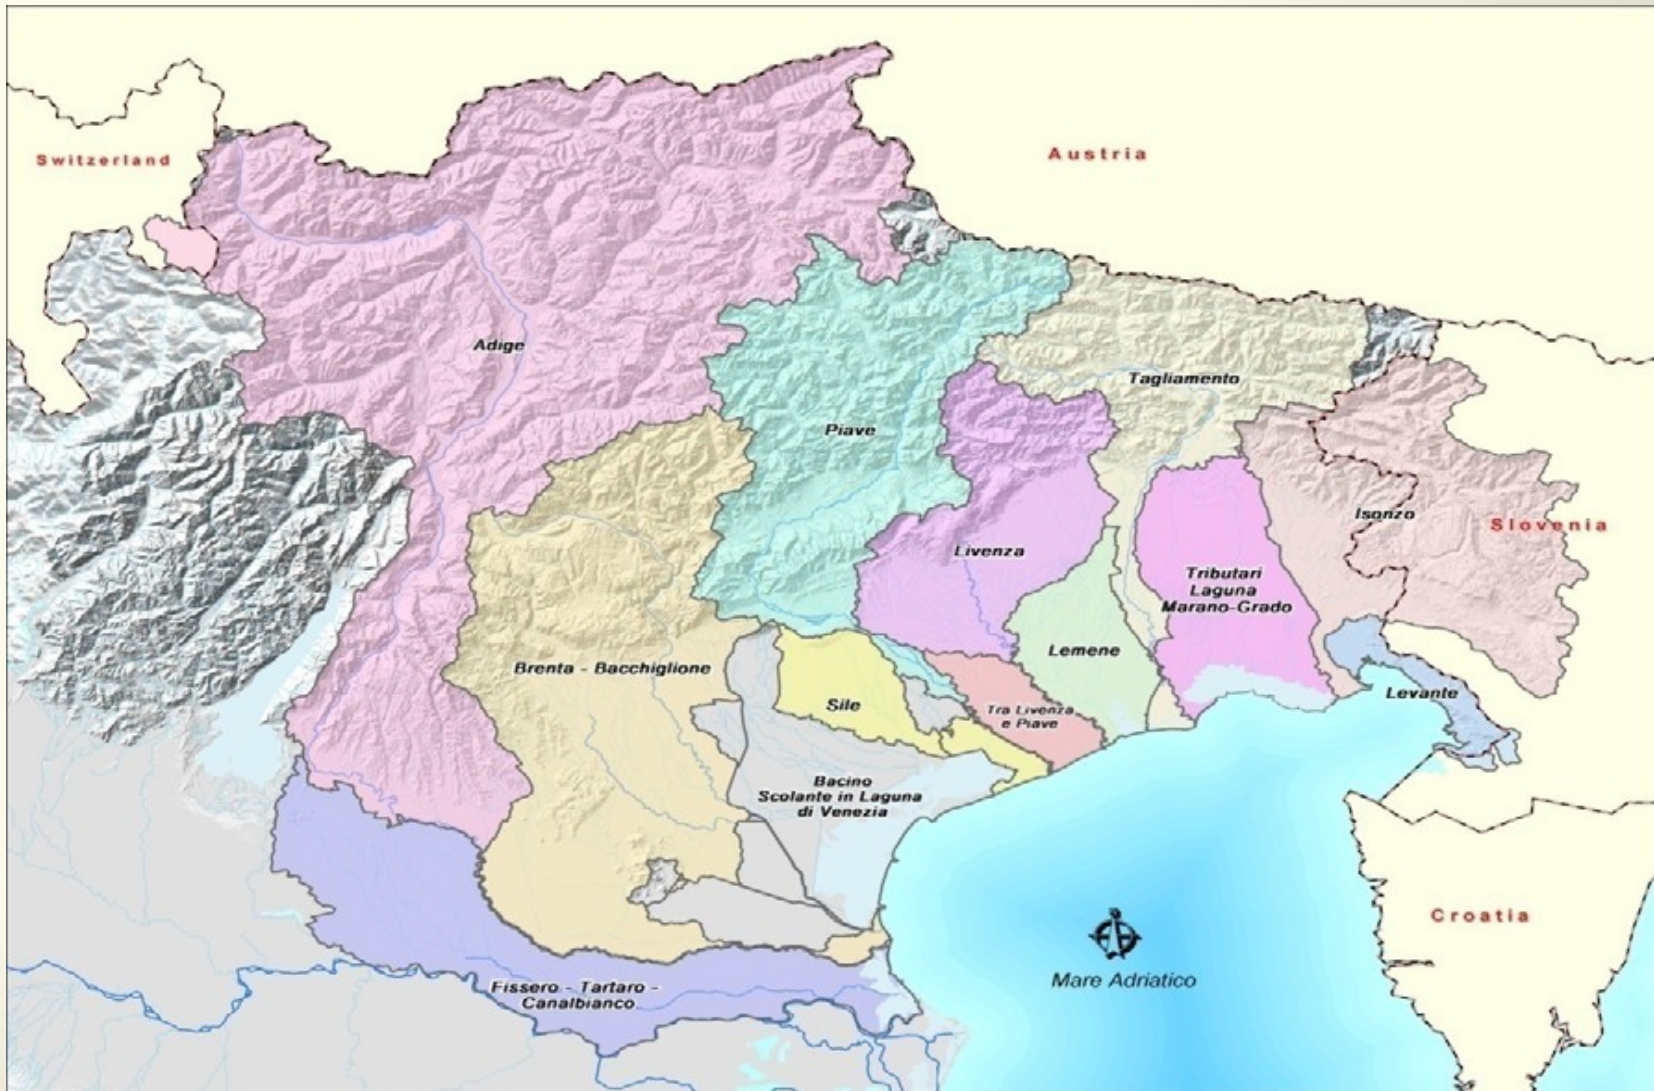 Switzerland
Austria
Adige
Tagliamento
Piave
Isonzo
Slovenia
Livenza
Tributari
Laguna
Marano-Grado
Lemene
Brenta - Bacchiglione
Levante
Sile
Tra Livenza
e Piave
Bacino
Scolante in Laguna
di Venezia
Croatia
Mare Adriatico
Fissero - Tartaro -
Canalbianco